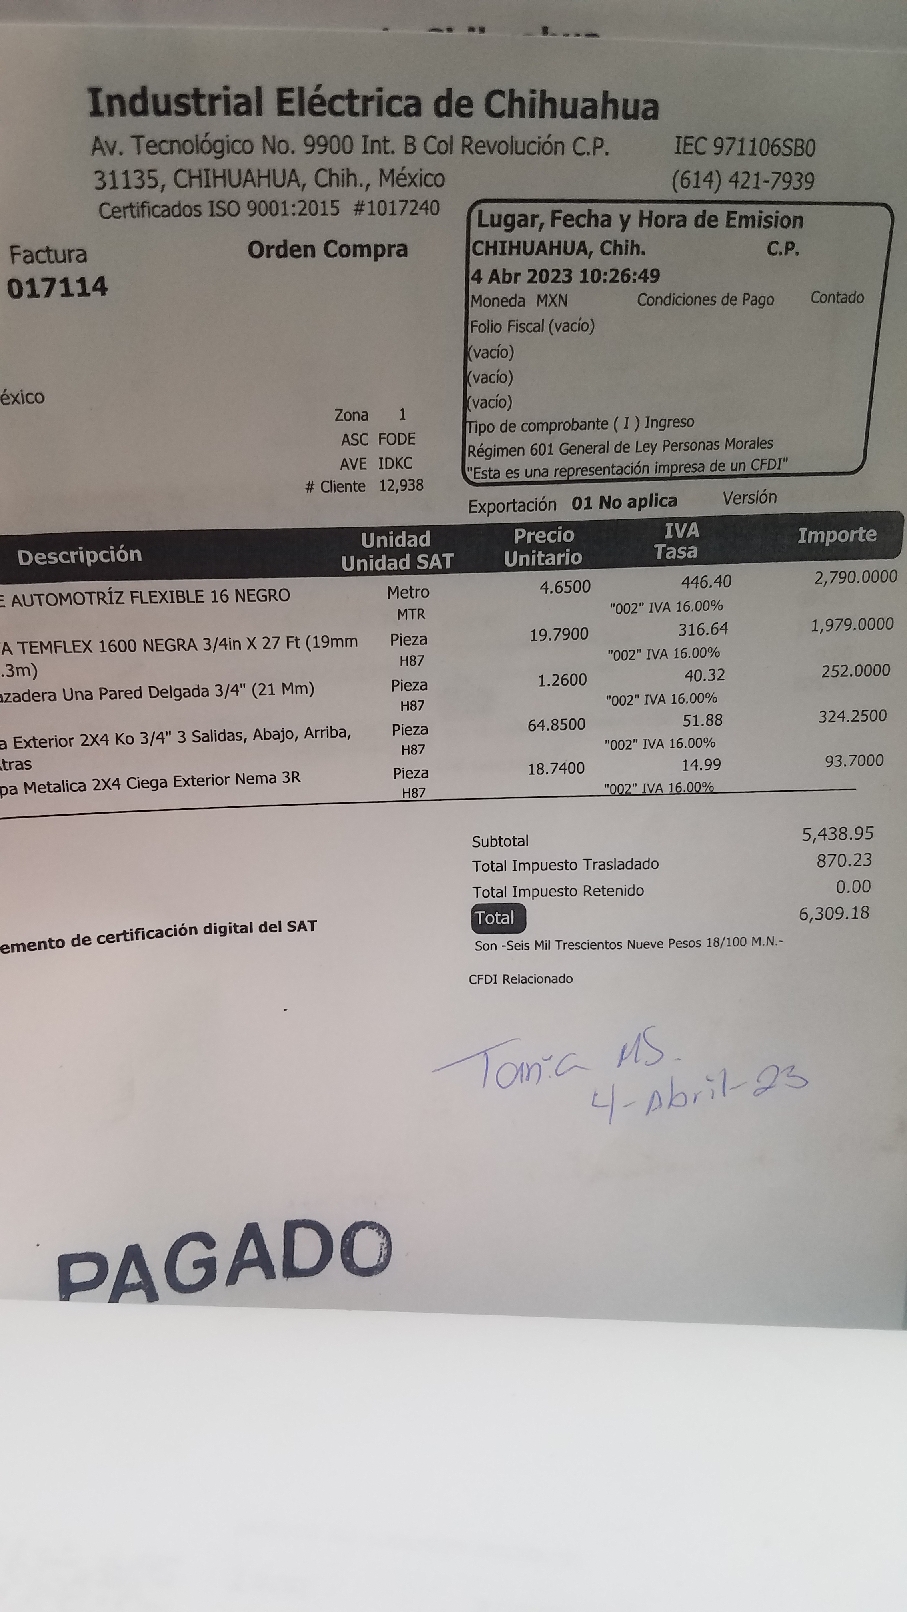 Industrial Eléctrica de Chihuahua
Av. Tecnológico No. 9900 Int. B Col Revolución C.P. IEC 971106SB0
31135, CHIHUAHUA, Chih., México (614) 421-7939
Certificados ISO 9001:2015 #1017240
Factura Orden Compra
017114
Lugar, Fecha y Hora de Emision
CHIHUAHUA, Chih. C.P.
4 Abr 2023 10:26:49
Moneda MXN Condiciones de Pago Contado
Folio Fiscal (vacío)
(vacío)
(vacío)
(vacío)
Tipo de comprobante ( I ) Ingreso
Régimen 601 General de Ley Personas Morales
"Esta es una representación impresa de un CFDI"
éxico
Zona 1
ASC FODE
AVE IDKC
# Cliente 12,938
Exportación 01 No aplica Versión
Descripción Unidad Precio IVA Importe
Unidad SAT Unitario Tasa
E AUTOMOTRÍZ FLEXIBLE 16 NEGRO Metro 4.6500 446.40 2,790.0000
MTR "002" IVA 16.00%
A TEMFLEX 1600 NEGRA 3/4in X 27 Ft (19mm Pieza 19.7900 316.64 1,979.0000
.3m) H87 "002" IVA 16.00%
azadera Una Pared Delgada 3/4" (21 Mm) Pieza 1.2600 40.32 252.0000
H87 "002" IVA 16.00%
a Exterior 2X4 Ko 3/4" 3 Salidas, Abajo, Arriba, Pieza 64.8500 51.88 324.2500
tras H87 "002" IVA 16.00%
pa Metalica 2X4 Ciega Exterior Nema 3R Pieza 18.7400 14.99 93.7000
H87 "002" IVA 16.00%
Subtotal 5,438.95
Total Impuesto Trasladado 870.23
Total Impuesto Retenido 0.00
Total 6,309.18
emento de certificación digital del SAT
Son -Seis Mil Trescientos Nueve Pesos 18/100 M.N.-
CFDI Relacionado
Tania MS.
4-Abril-23
PAGADO